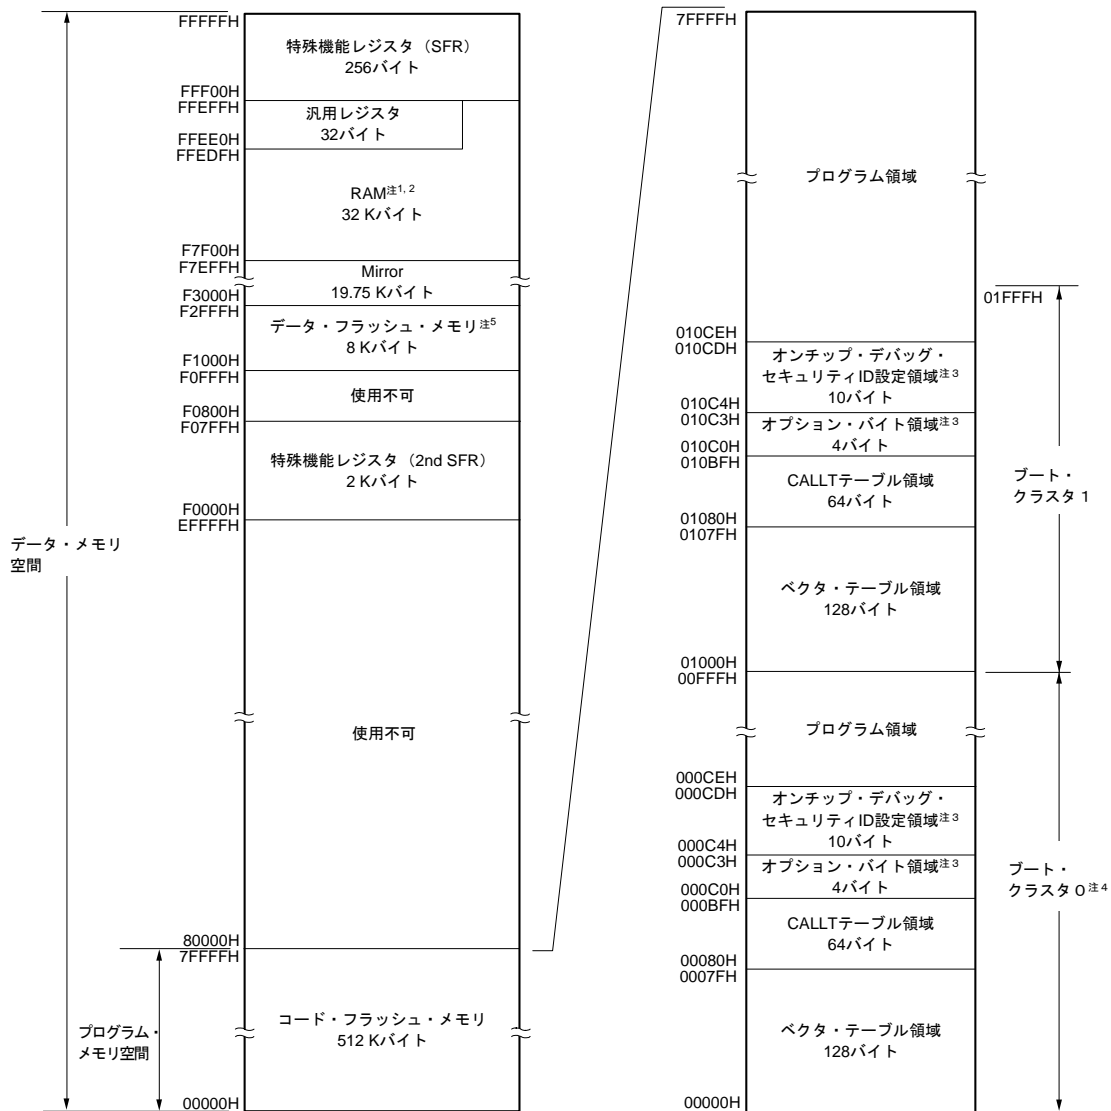 FFFFFH
特殊機能レジスタ（SFR）
256バイト
FFF00H
FFEFFH
汎用レジスタ
32バイト
FFEE0H
FFEDFH
RAM注1, 2
32 Kバイト
F7F00H
F7EFFH
Mirror
19.75 Kバイト
F3000H
F2FFFH
データ・フラッシュ・メモリ注5
8 Kバイト
F1000H
F0FFFH
使用不可
F0800H
F07FFH
特殊機能レジスタ（2nd SFR）
2 Kバイト
F0000H
EFFFFH
データ・メモリ
空間
使用不可
80000H
7FFFFH
プログラム・
メモリ空間
コード・フラッシュ・メモリ
512 Kバイト
00000H
7FFFFH
プログラム領域
01FFFH
010CEH
010CDH
オンチップ・デバッグ・
セキュリティID設定領域注3
10バイト
010C4H
010C3H
オプション・バイト領域注3
4バイト
010C0H
010BFH
CALLTテーブル領域
64バイト
ブート・
クラスタ1
01080H
0107FH
ベクタ・テーブル領域
128バイト
01000H
00FFFH
プログラム領域
000CEH
000CDH
オンチップ・デバッグ・
セキュリティID設定領域注3
10バイト
000C4H
000C3H
オプション・バイト領域注3
4バイト
000C0H
000BFH
ブート・
クラスタ0注4
CALLTテーブル領域
64バイト
00080H
0007FH
ベクタ・テーブル領域
128バイト
00000H